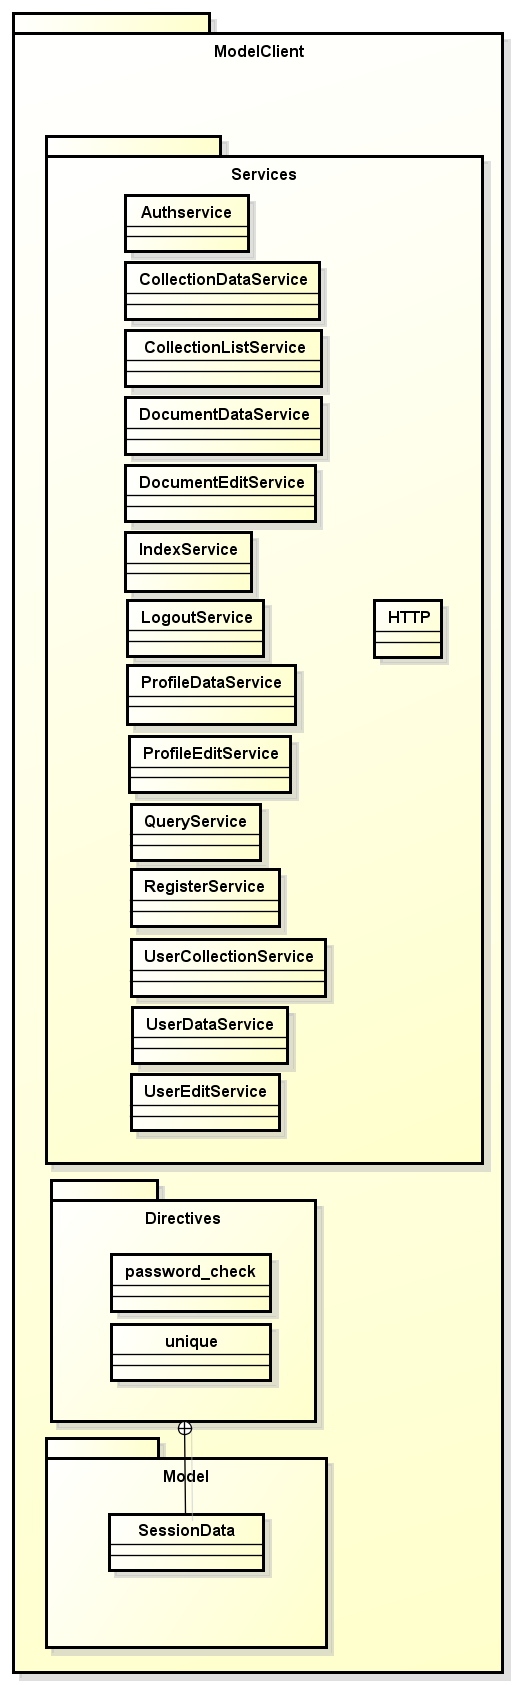 ModelClient
Services
Authservice
CollectionDataService
CollectionListService
DocumentDataService
DocumentEditService
IndexService
LogoutService
HTTP
ProfileDataService
ProfileEditService
QueryService
RegisterService
UserCollectionService
UserDataService
UserEditService
Directives
password_check
unique
Model
SessionData